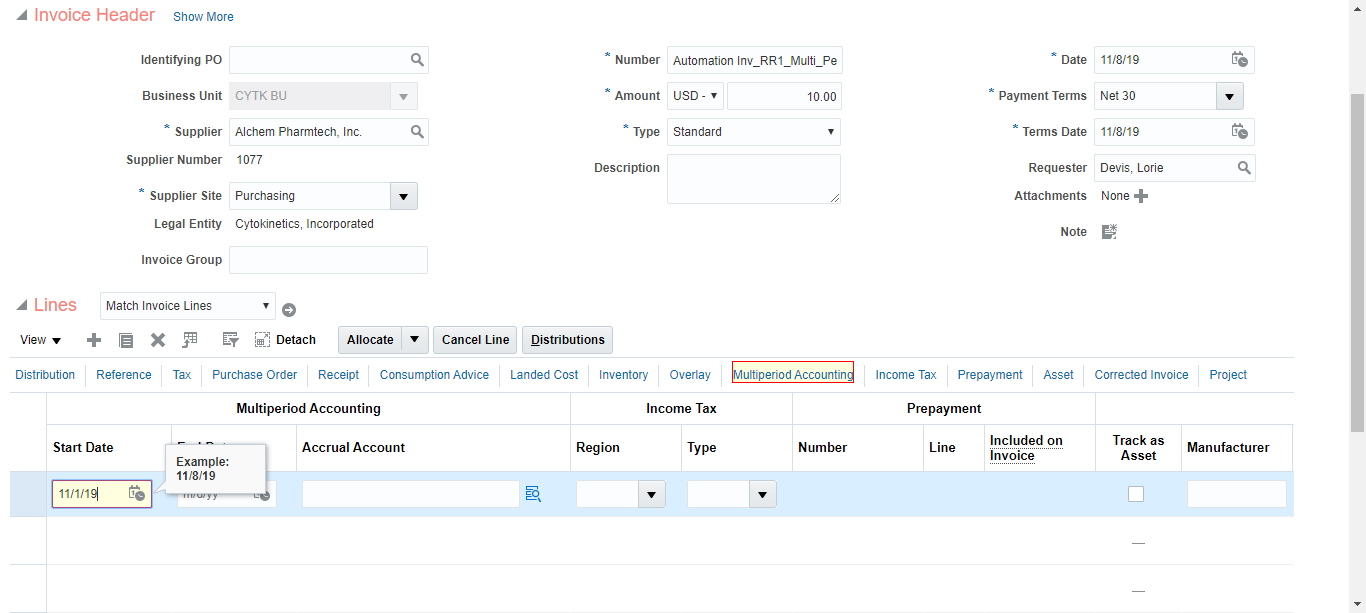 Invoice Header Show More
Identifying PO
* Number Automation Inv_RR1_Multi_Pe
* Date 11/8/19
Business Unit CYTK BU
* Amount USD - 10.00
* Payment Terms Net 30
* Supplier Alchem Pharmtech, Inc.
* Type Standard
* Terms Date 11/8/19
Supplier Number 1077
Description
Requester Devis, Lorie
* Supplier Site Purchasing
Attachments None
Legal Entity Cytokinetics, Incorporated
Note
Invoice Group
Lines Match Invoice Lines
View Detach Allocate Cancel Line Distributions
Distribution Reference Tax Purchase Order Receipt Consumption Advice Landed Cost Inventory Overlay Multiperiod Accounting Income Tax Prepayment Asset Corrected Invoice Project
Multiperiod Accounting Income Tax Prepayment
Start Date Accrual Account Region Type Number Line Included on Invoice Track as Asset Manufacturer
Example:
11/8/19
11/1/19 m/d/yy